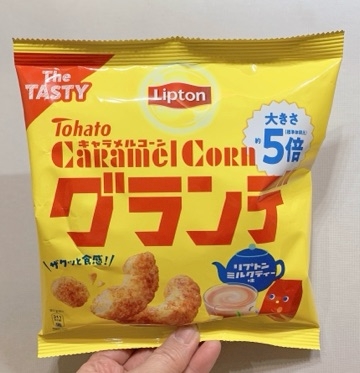 The
TASTY
Lipton
大きさ
約5倍
Tohato
キャラメルコーン
Caramel Corn
グランデ
ザクッと食感!
リプトン
ミルクティー
味